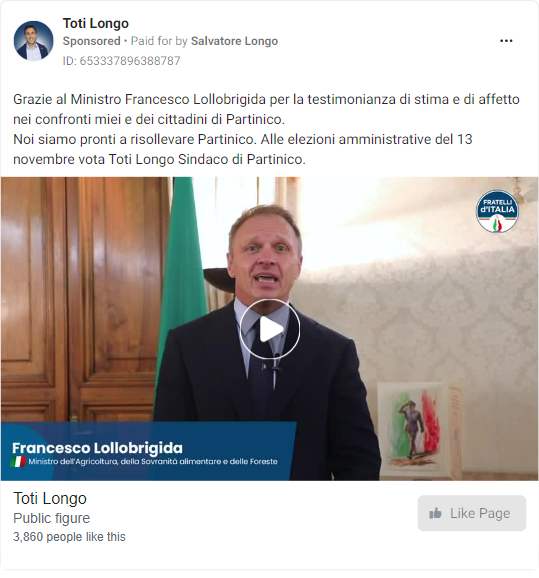 Toti Longo
Sponsored • Paid for by Salvatore Longo
ID: 653337896388787
Grazie al Ministro Francesco Lollobrigida per la testimonianza di stima e di affetto
nei confronti miei e dei cittadini di Partinico.
Noi siamo pronti a risollevare Partinico. Alle elezioni amministrative del 13
novembre vota Toti Longo Sindaco di Partinico.
FRATELLI
d'ITALIA
Francesco Lollobrigida
Ministro dell'Agricoltura, della Sovranità alimentare e delle Foreste
Toti Longo
Public figure
3,860 people like this
Like Page